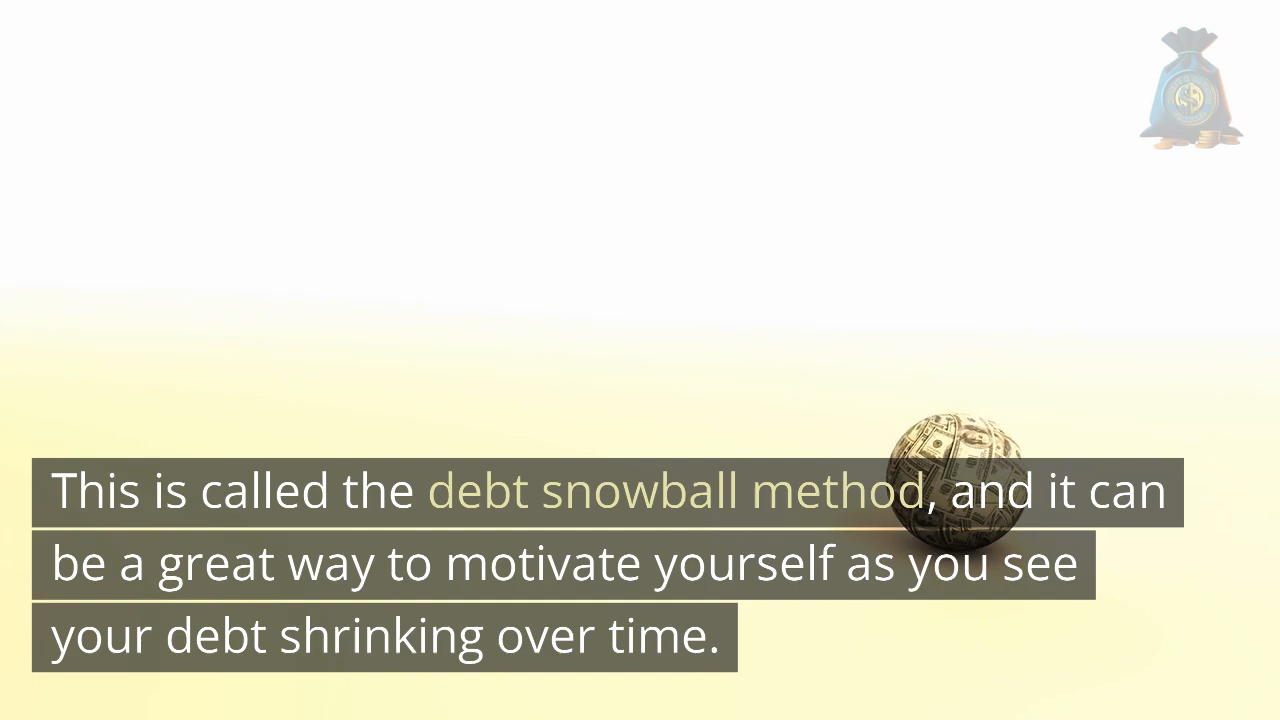 This is called the debt snowball method, and it can
be a great way to motivate yourself as you see
your debt shrinking over time.